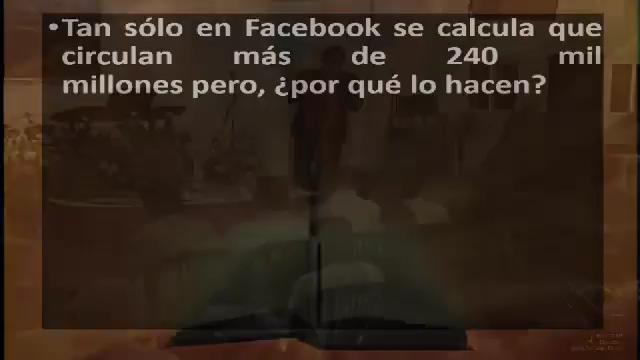 •Tan sólo en Facebook se calcula que
circulan más de 240 mil
millones pero, ¿por qué lo hacen?